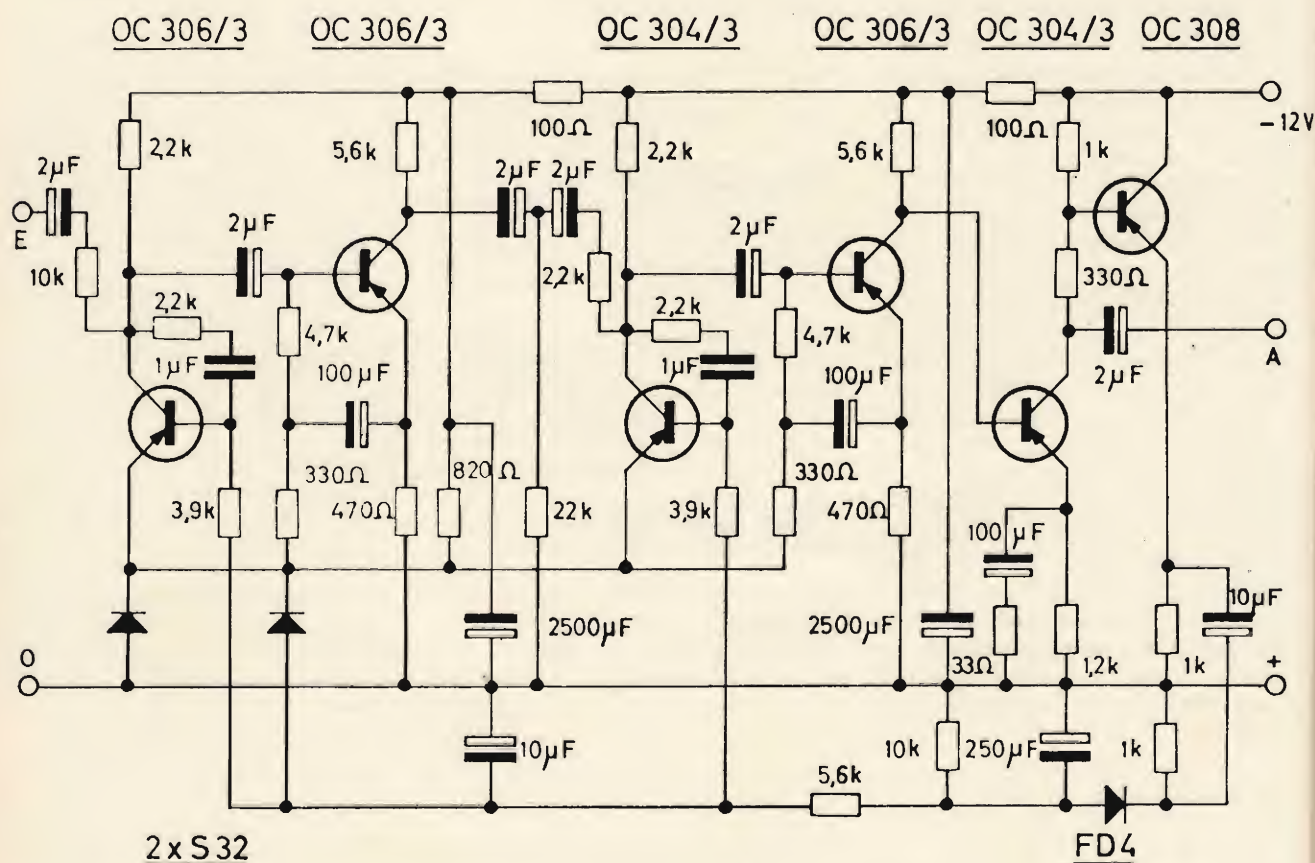 OC 306/3 OC 306/3 OC 304/3 OC 306/3 OC 304/3 OC 308
100Ω 100Ω -12V
2,2k 5,6k 2,2k 5,6k 1k
2µF 2µF 2µF
E 2µF 2µF
10k 2,2k 330Ω
2,2k 4,7k 2,2k 4,7k
1µF 100µF 1µF 100µF 2µF A
330Ω 820Ω 330Ω
3,9k 470Ω 22k 3,9k 470Ω
100µF
2500µF 2500µF 10µF
O 33Ω 1,2k 1k +
10µF 10k 250µF 1k
5,6k
2xS32 FD4